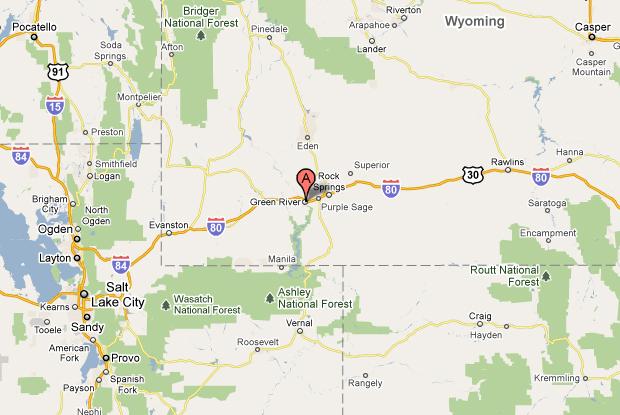 Bridger
National Forest
Riverton
Wyoming
Pocatello
Pinedale
Casper
Soda
Springs
Afton
Lander
Casper
Mountain
91
15
Montpelier
Preston
Eden
84
Smithfield
Logan
Superior
Hanna
Rawlins
A
Rock
Springs
30
80
80
Brigham
City
North
Ogden
Green River
Purple Sage
Saratoga
Ogden
Evanston
80
Encampment
Layton
84
Manila
Routt National
Forest
Salt
Lake City
Wasatch
National Forest
Ashley
National Forest
Kearns
Tooele
Sandy
Vernal
Craig
Hayden
American
Fork
Roosevelt
Provo
Rangely
Kremmling
Payson
Spanish
Fork
Nephi